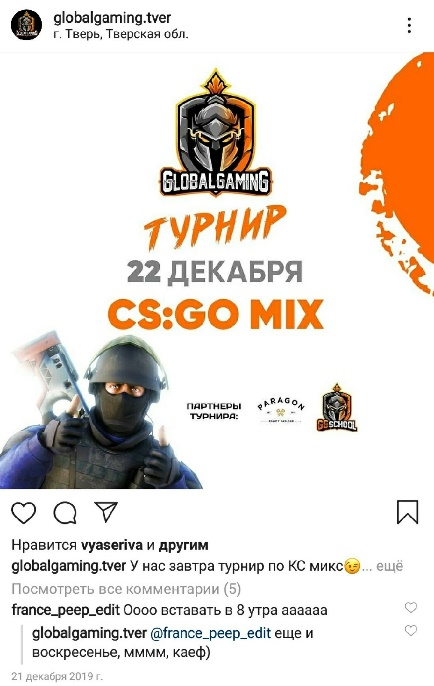 globalgaming.tver
г. Тверь, Тверская обл.
GLOBALGAMING
ТУРНИР
22 ДЕКАБРЯ
CS:GO MIX
ПАРТНЕРЫ
ТУРНИРА:
PARAGON
GGSCHOOL
Нравится vyaseriva и другим
globalgaming.tver У нас завтра турнир по КС микс😉... ещё
Посмотреть все комментарии (5)
france_peep_edit Оооо вставать в 8 утра аааааа
globalgaming.tver @france_peep_edit еще и
воскресенье, мммм, каеф)
21 декабря 2019 г.